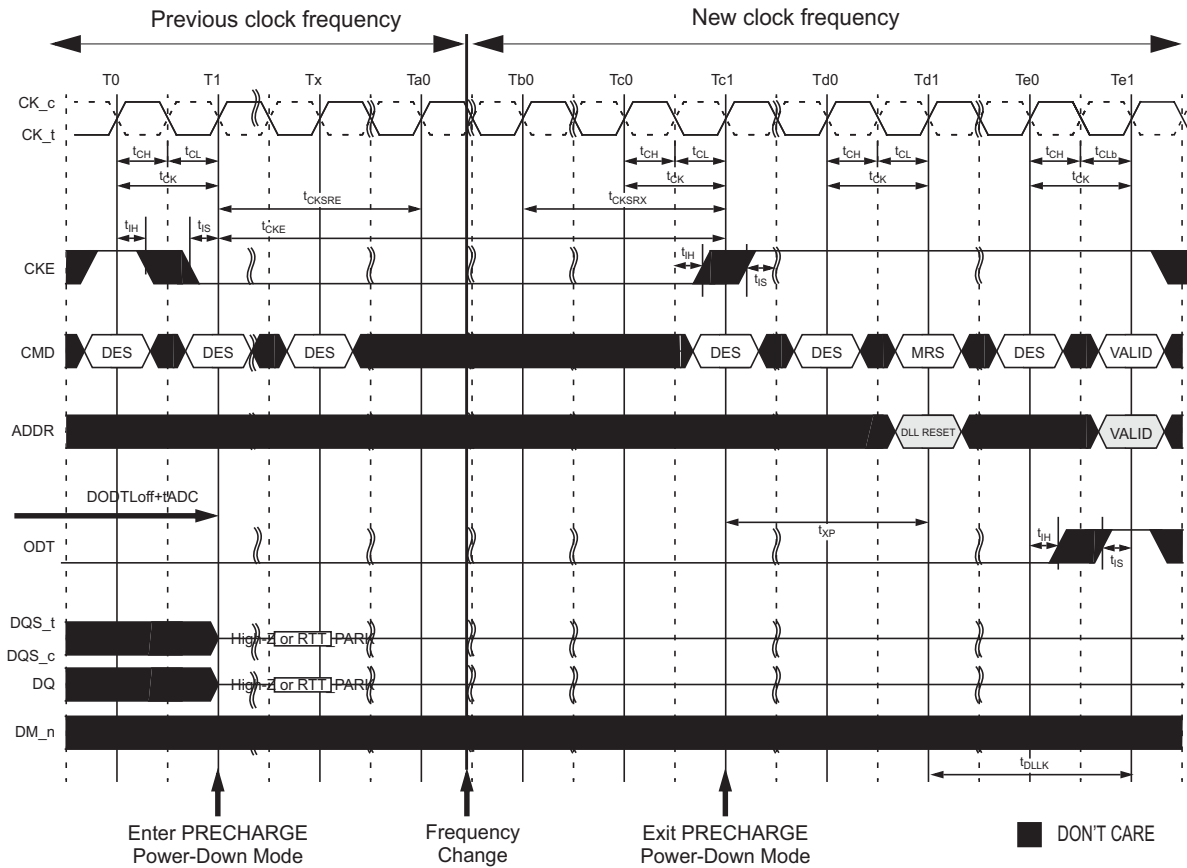 Previous clock frequency New clock frequency
T0 T1 Tx Ta0 Tb0 Tc0 Tc1 Td0 Td1 Te0 Te1
CK_c
CK_t
tCH tCL tCH tCL tCH tCL tCH tCLb
tCK tCK tCK tCK
tCKSRE tCKSRX
tIH tIS tCKE
CKE tIH tIS
CMD DES DES DES DES DES MRS DES VALID
ADDR DLL RESET VALID
DODTLoff+tADC
ODT tXP tIH tIS
DQS_t
High-Z or RTT_PARK
DQS_c
DQ High-Z or RTT_PARK
DM_n
tDLLK
Enter PRECHARGE
Power-Down Mode
Frequency
Change
Exit PRECHARGE
Power-Down Mode
DON'T CARE